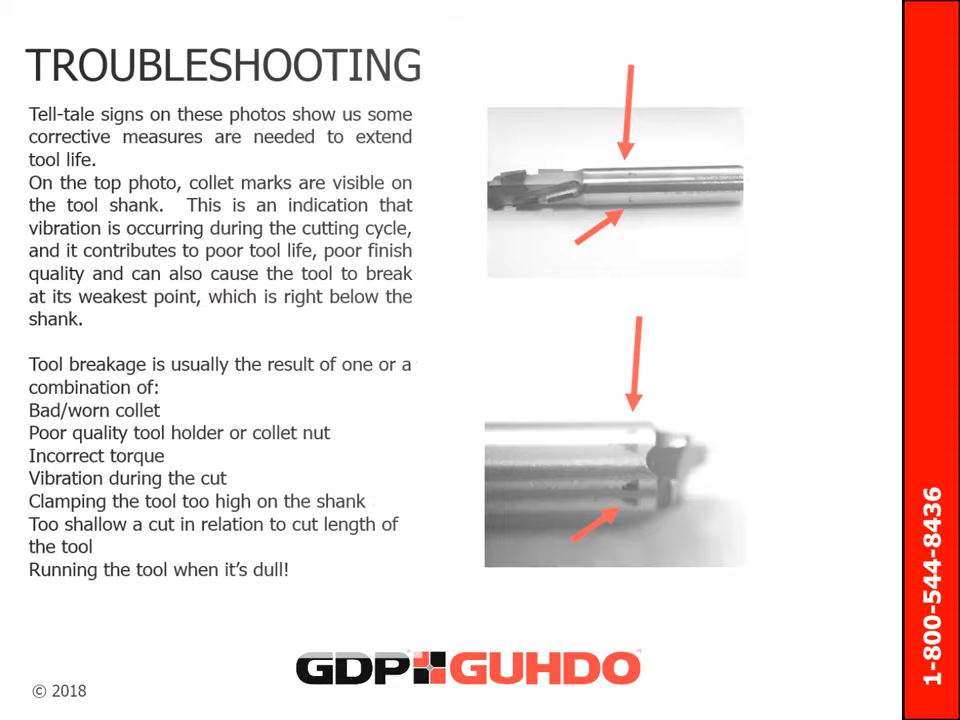 TROUBLESHOOTING
Tell-tale signs on these photos show us some
corrective measures are needed to extend
tool life.
On the top photo, collet marks are visible on
the tool shank. This is an indication that
vibration is occurring during the cutting cycle,
and it contributes to poor tool life, poor finish
quality and can also cause the tool to break
at its weakest point, which is right below the
shank.
Tool breakage is usually the result of one or a
combination of:
Bad/worn collet
Poor quality tool holder or collet nut
Incorrect torque
Vibration during the cut
Clamping the tool too high on the shank
Too shallow a cut in relation to cut length of
the tool
Running the tool when it’s dull!
GDP GUHDO
© 2018
1-800-544-8436